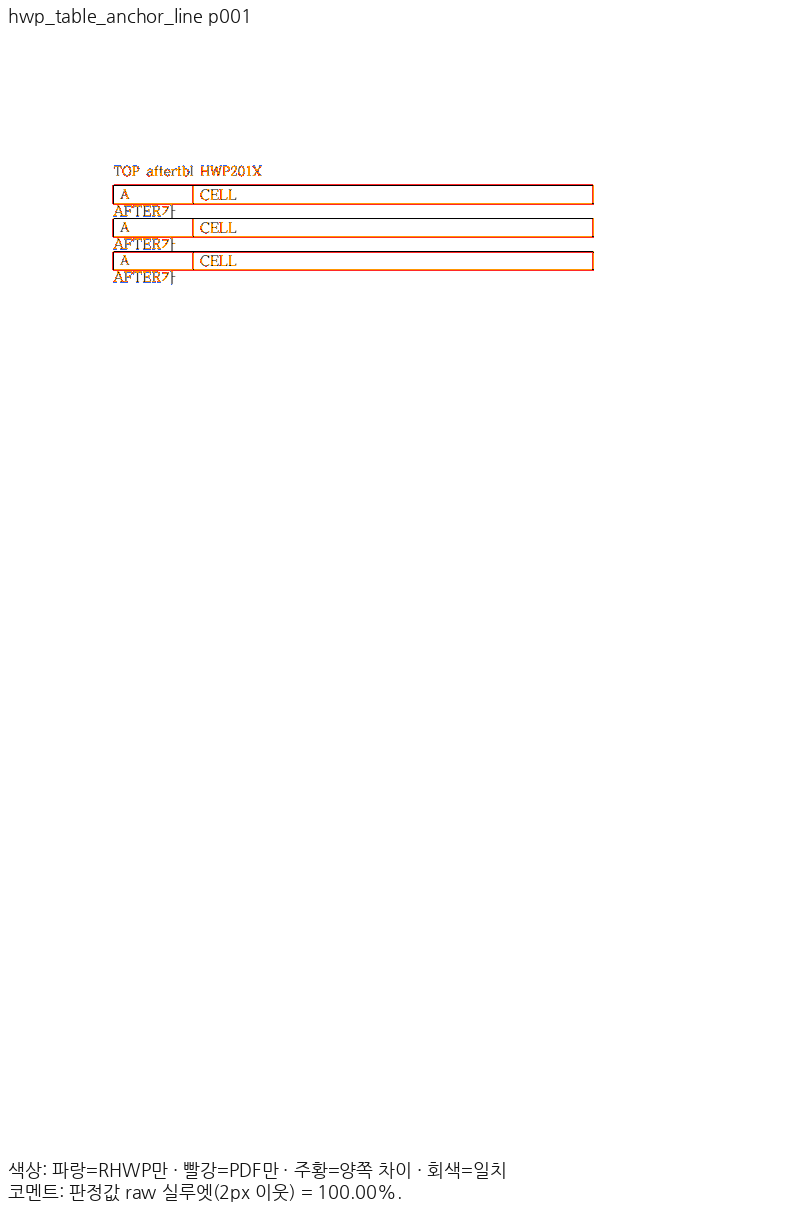 hwp_table_anchor_line p001
TOP aftertbl HWP201X
A CELL
AFTER가
A CELL
AFTER가
A CELL
AFTER가
색상: 파랑=RHWP만 · 빨강=PDF만 · 주황=양쪽 차이 · 회색=일치
코멘트: 판정값 raw 실루엣(2px 이웃) = 100.00%.